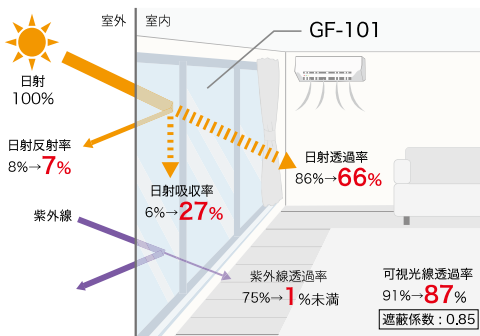 室外 室内
GF-101
日射
100%
日射反射率
8%→7%
日射透過率
86%→66%
日射吸収率
6%→27%
紫外線
紫外線透過率
75%→1%未満
可視光線透過率
91%→87%
遮蔽係数：0.85